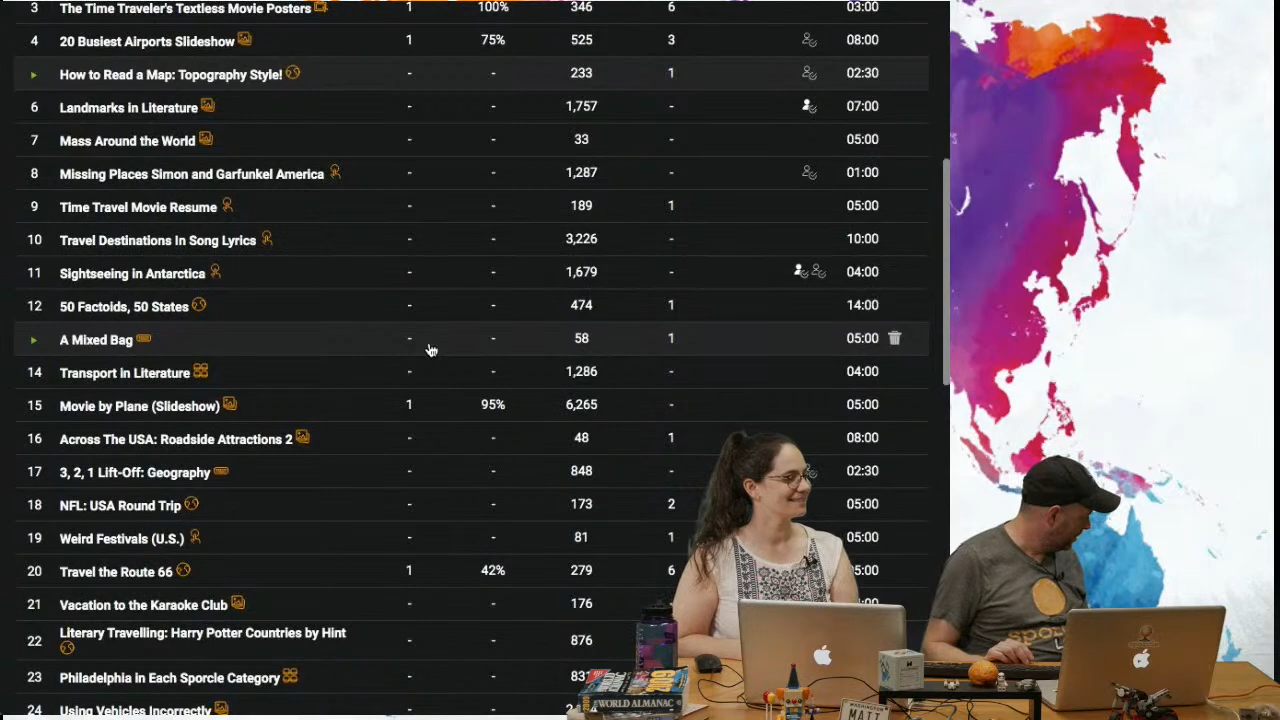 3 The Time Traveler's Textless Movie Posters 1 100% 346 6 03:00
4 20 Busiest Airports Slideshow 1 75% 525 3 08:00
How to Read a Map: Topography Style! - - 233 1 02:30
6 Landmarks in Literature - - 1,757 - 07:00
7 Mass Around the World - - 33 - 05:00
8 Missing Places Simon and Garfunkel America - - 1,287 - 01:00
9 Time Travel Movie Resume - - 189 1 05:00
10 Travel Destinations In Song Lyrics - - 3,226 - 10:00
11 Sightseeing in Antarctica - - 1,679 - 04:00
12 50 Factoids, 50 States - - 474 1 14:00
A Mixed Bag - - 58 1 05:00
14 Transport in Literature - - 1,286 - 04:00
15 Movie by Plane (Slideshow) 1 95% 6,265 - 05:00
16 Across The USA: Roadside Attractions 2 - - 48 1 08:00
17 3, 2, 1 Lift-Off: Geography - - 848 - 02:30
18 NFL:USA Round Trip - - 173 2 05:00
19 Weird Festivals (U.S.) - - 81 1 05:00
20 Travel the Route 66 1 42% 279 6 5:00
21 Vacation to the Karaoke Club - - 176
22 Literary Travelling: Harry Potter Countries by Hint - - 876
23 Philadelphia in Each Sporcle Category - - 83
24 Using Vehicles Incorrectly - -
WORLD ALMANAC
WASHINGTON
MATT